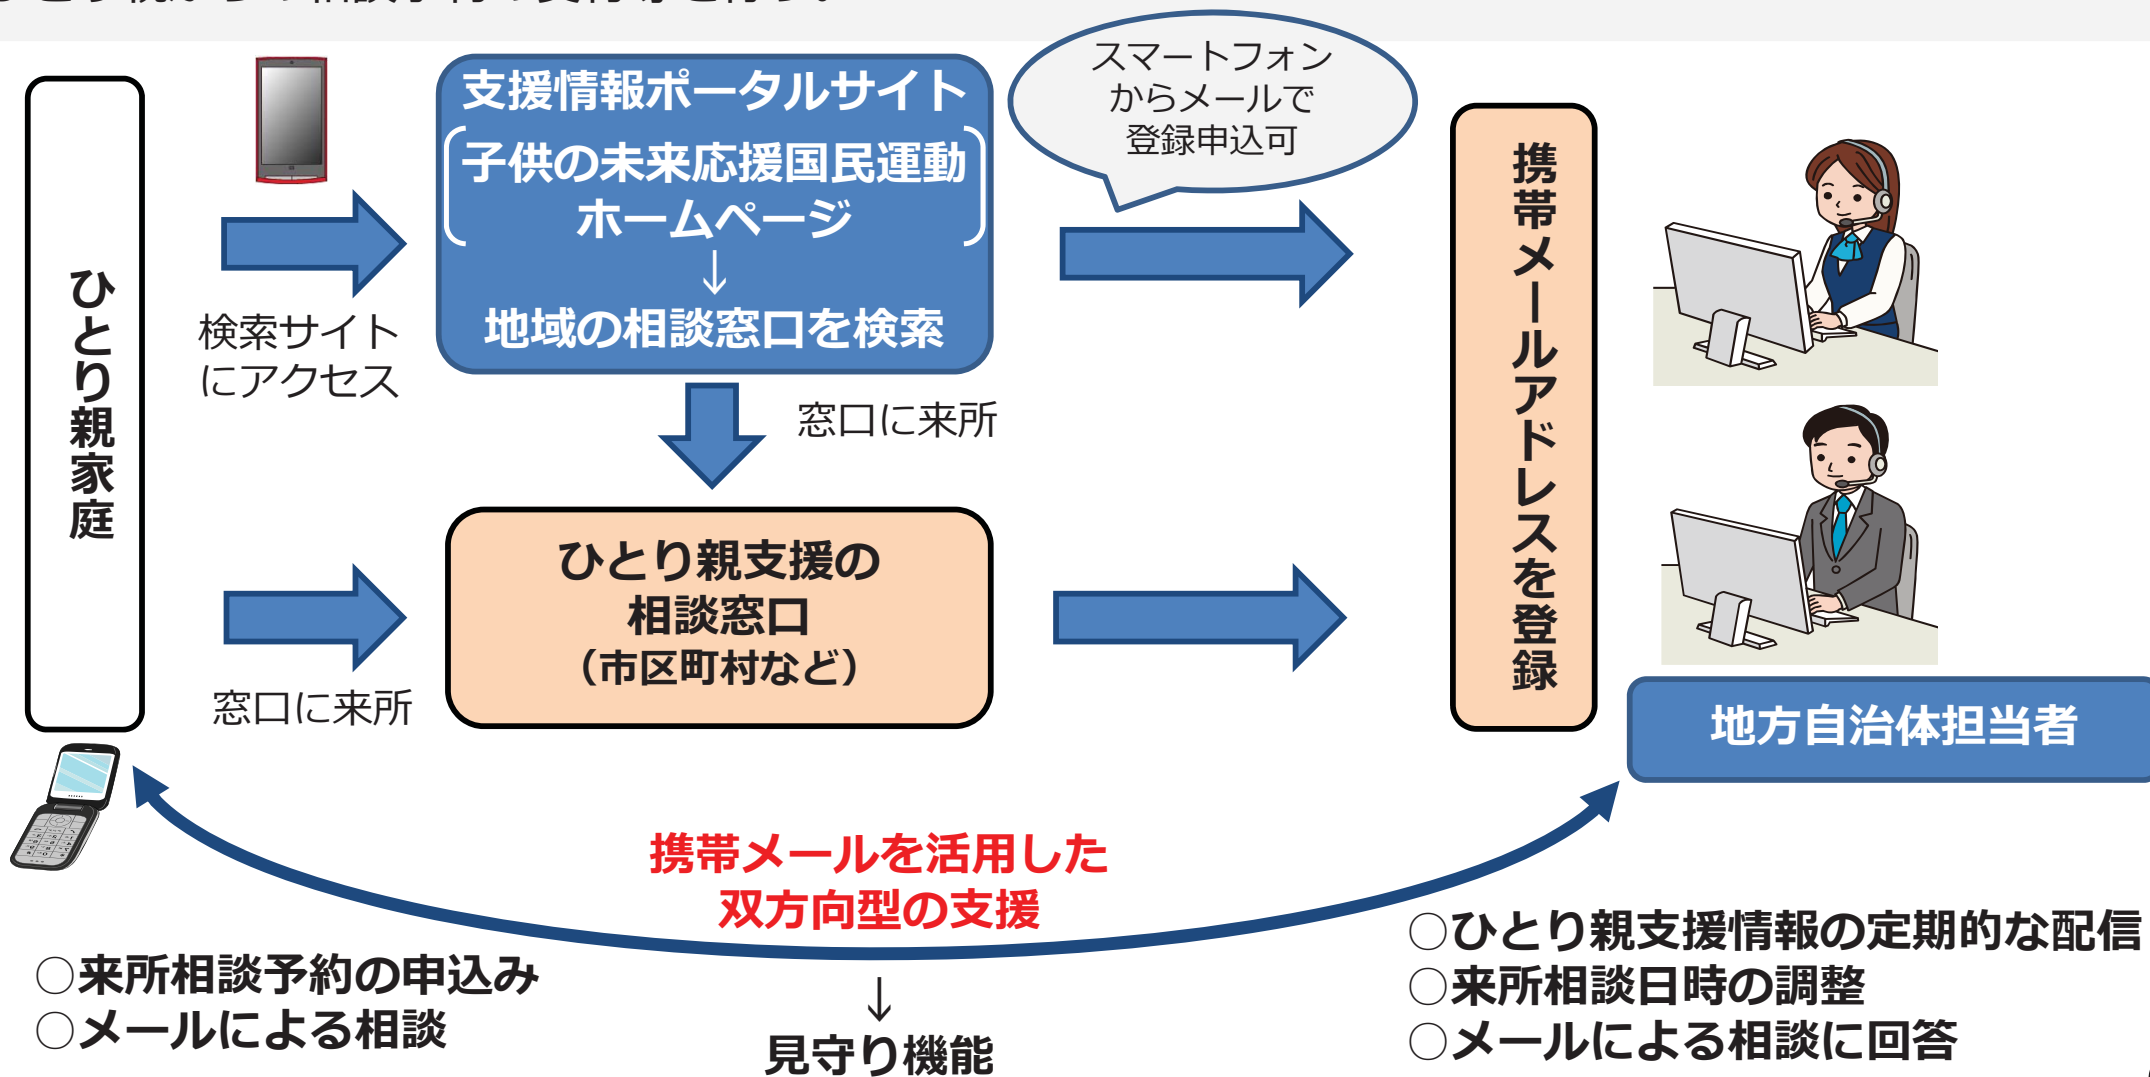 支援情報ポータルサイト
子供の未来応援国民運動
ホームページ
↓
地域の相談窓口を検索
スマートフォン
からメールで
登録申込可
ひとり親家庭
検索サイト
にアクセス
窓口に来所
ひとり親支援の
相談窓口
（市区町村など）
窓口に来所
携帯メールアドレスを登録
地方自治体担当者
携帯メールを活用した
双方向型の支援
↓
見守り機能
○来所相談予約の申込み
○メールによる相談
○ひとり親支援情報の定期的な配信
○来所相談日時の調整
○メールによる相談に回答